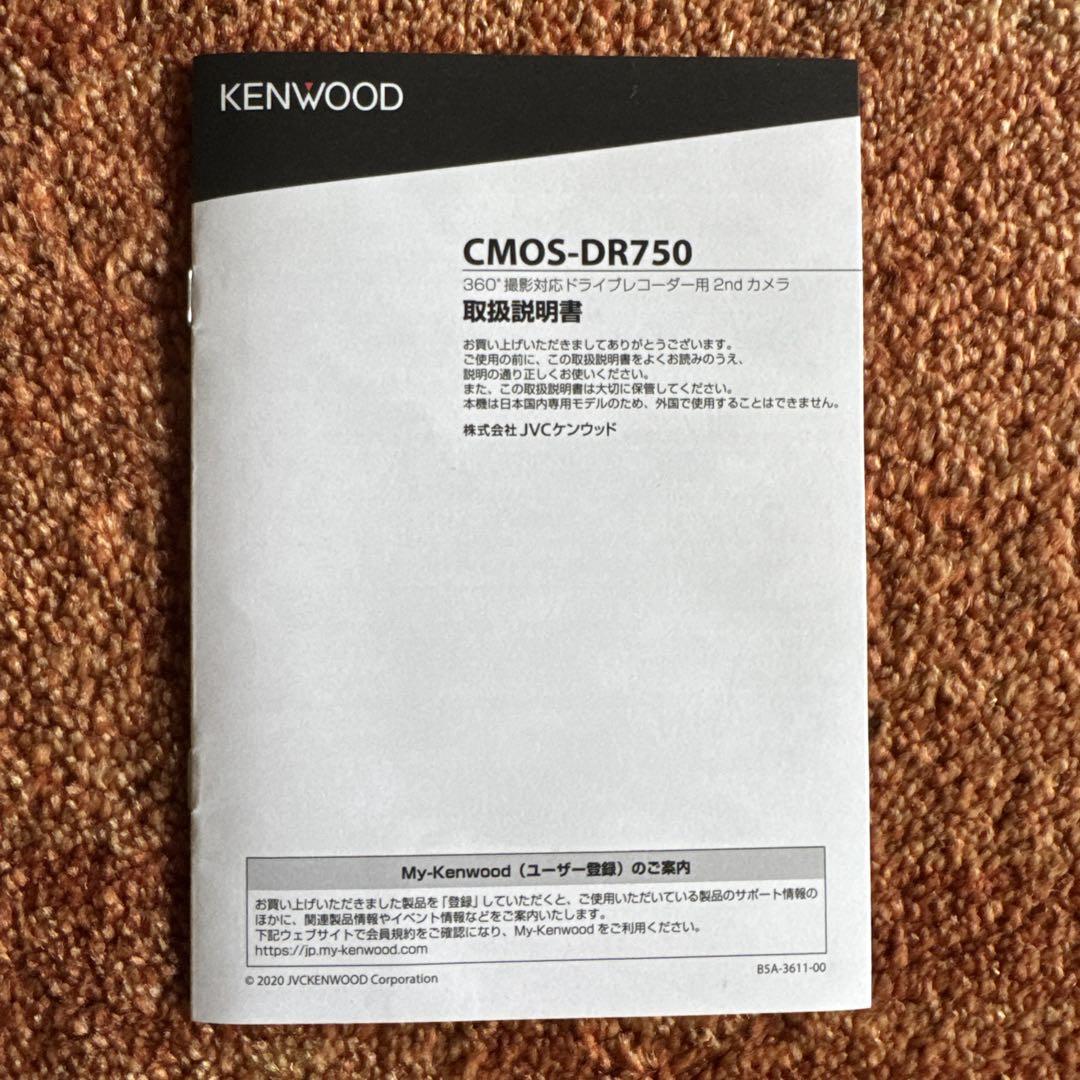 KENWOOD
CMOS-DR750
360°撮影対応ドライブレコーダー用 2nd カメラ
取扱説明書
お買い上げいただきましてありがとうございます。
ご使用の前に、この取扱説明書をよくお読みのうえ、
説明の通り正しくお使いください。
また、この取扱説明書は大切に保管してください。
本機は日本国内専用モデルのため、外国で使用することはできません。
株式会社 JVCケンウッド
My-Kenwood（ユーザー登録）のご案内
お買い上げいただきました製品を「登録」していただくと、ご使用いただいている製品のサポート情報の
ほかに、関連製品情報やイベント情報などをご案内いたします。
下記ウェブサイトで会員規約をご確認になり、My-Kenwood をご利用ください。
https://jp.my-kenwood.com
© 2020 JVCKENWOOD Corporation
B5A-3611-00